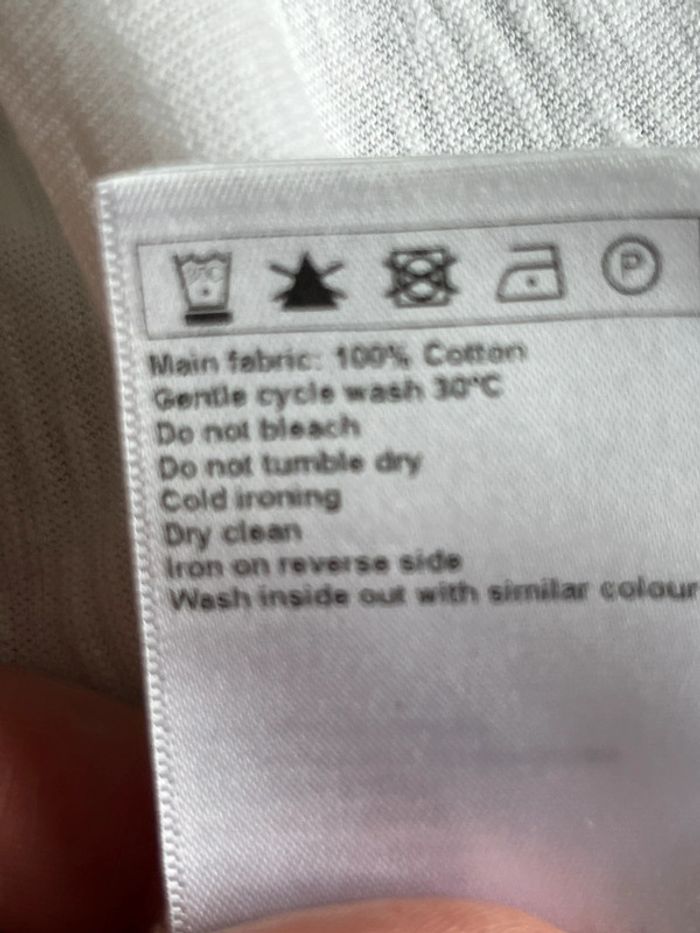 P
Main fabric: 100% Cotton
Gentle cycle wash 30°C
Do not bleach
Do not tumble dry
Cold ironing
Dry clean
Iron on reverse side
Wash inside out with similar colour